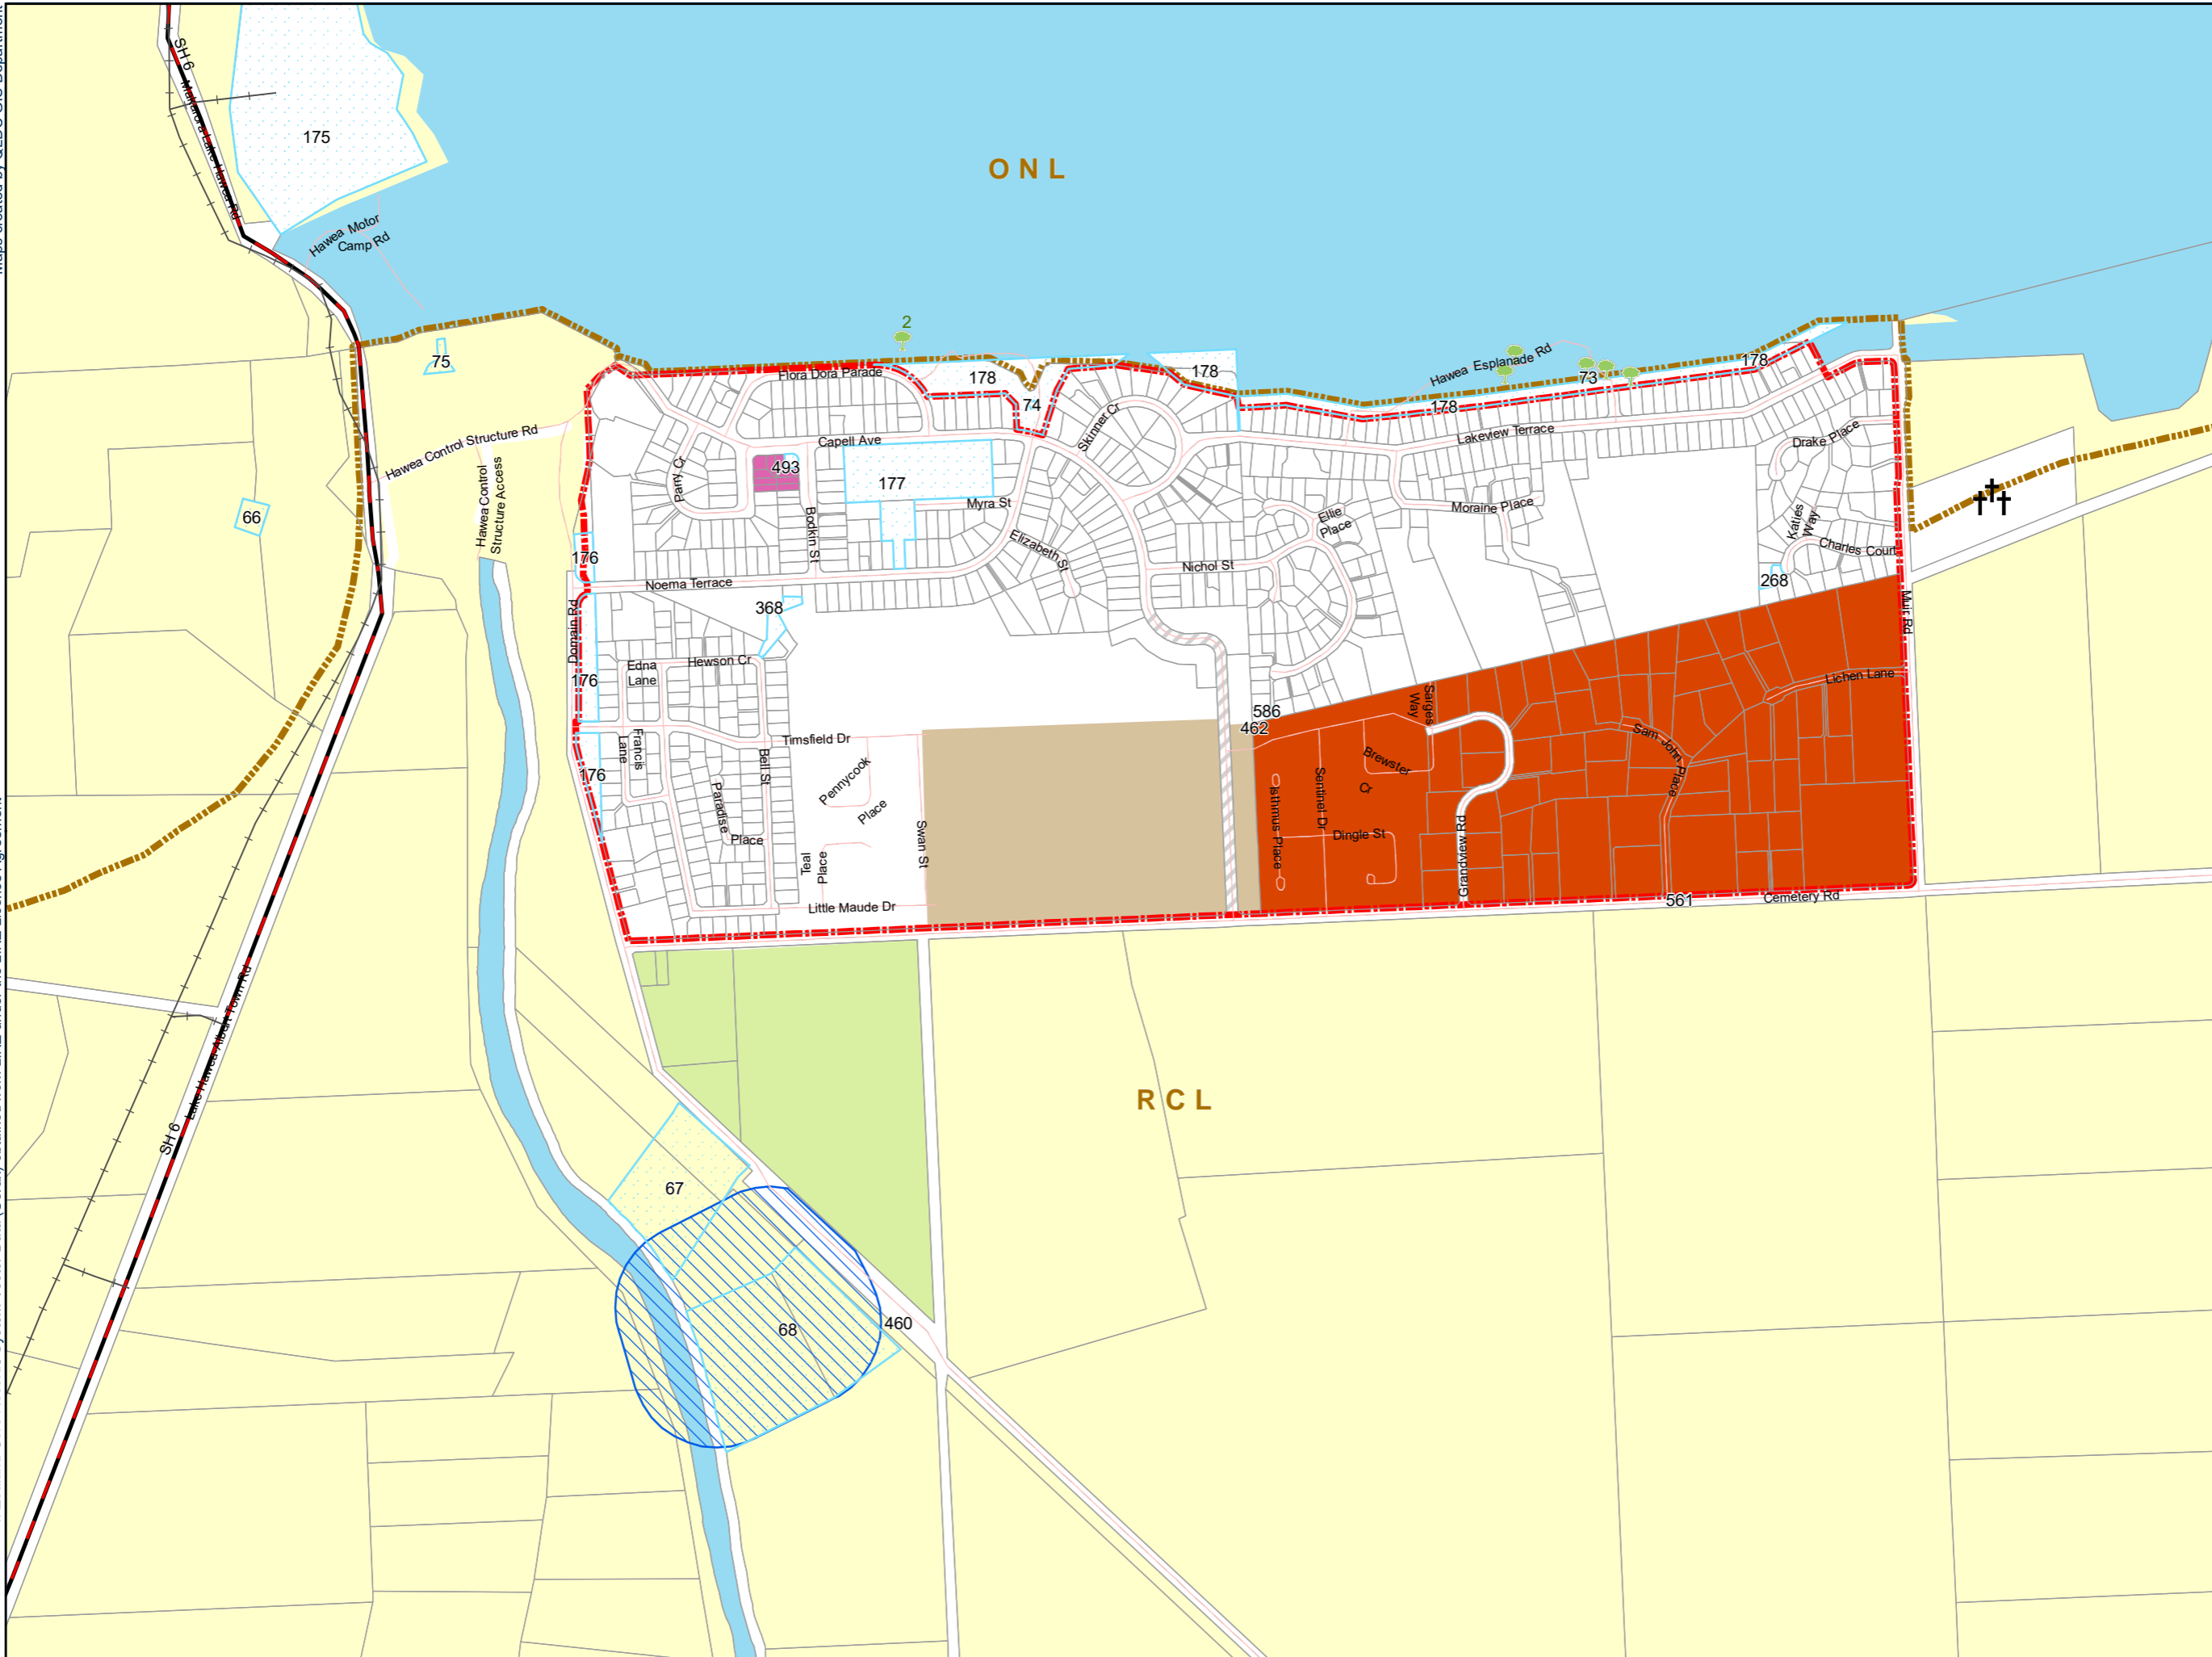 SH 6
Makarora-Lake Hawea Rd
175
O N L
Hawea Motor
Camp Rd
2
75
Flora Dora Parade
178
74
178
Hawea Esplanade Rd
73
178
178
Skinner Cr
Capell Ave
Lakeview Terrace
Drake Place
Hawea Control Structure Rd
Hawea Control
Structure Access
Parry Cr
493
177
Myra St
Bodkin St
Elizabeth St
Ellie
Place
Moraine Place
Katies
Way
Charles Court
66
176
Noema Terrace
Nichol St
268
368
Domain Rd
Muir Rd
Edna
Lane
Hewson Cr
176
586
462
Sarges
Way
Lichen Lane
Francis
Lane
Timsfield Dr
Bell St
Pennycook
Place
Brewster
Cr
Sam John Place
176
Paradise
Place
Isthmus Place
Sentinel Dr
Dingle St
Grandview Rd
Teal
Place
Swan St
Little Maude Dr
561
Cemetery Rd
Lake Hawea-Albert Town Rd
SH 6
R C L
67
68
460